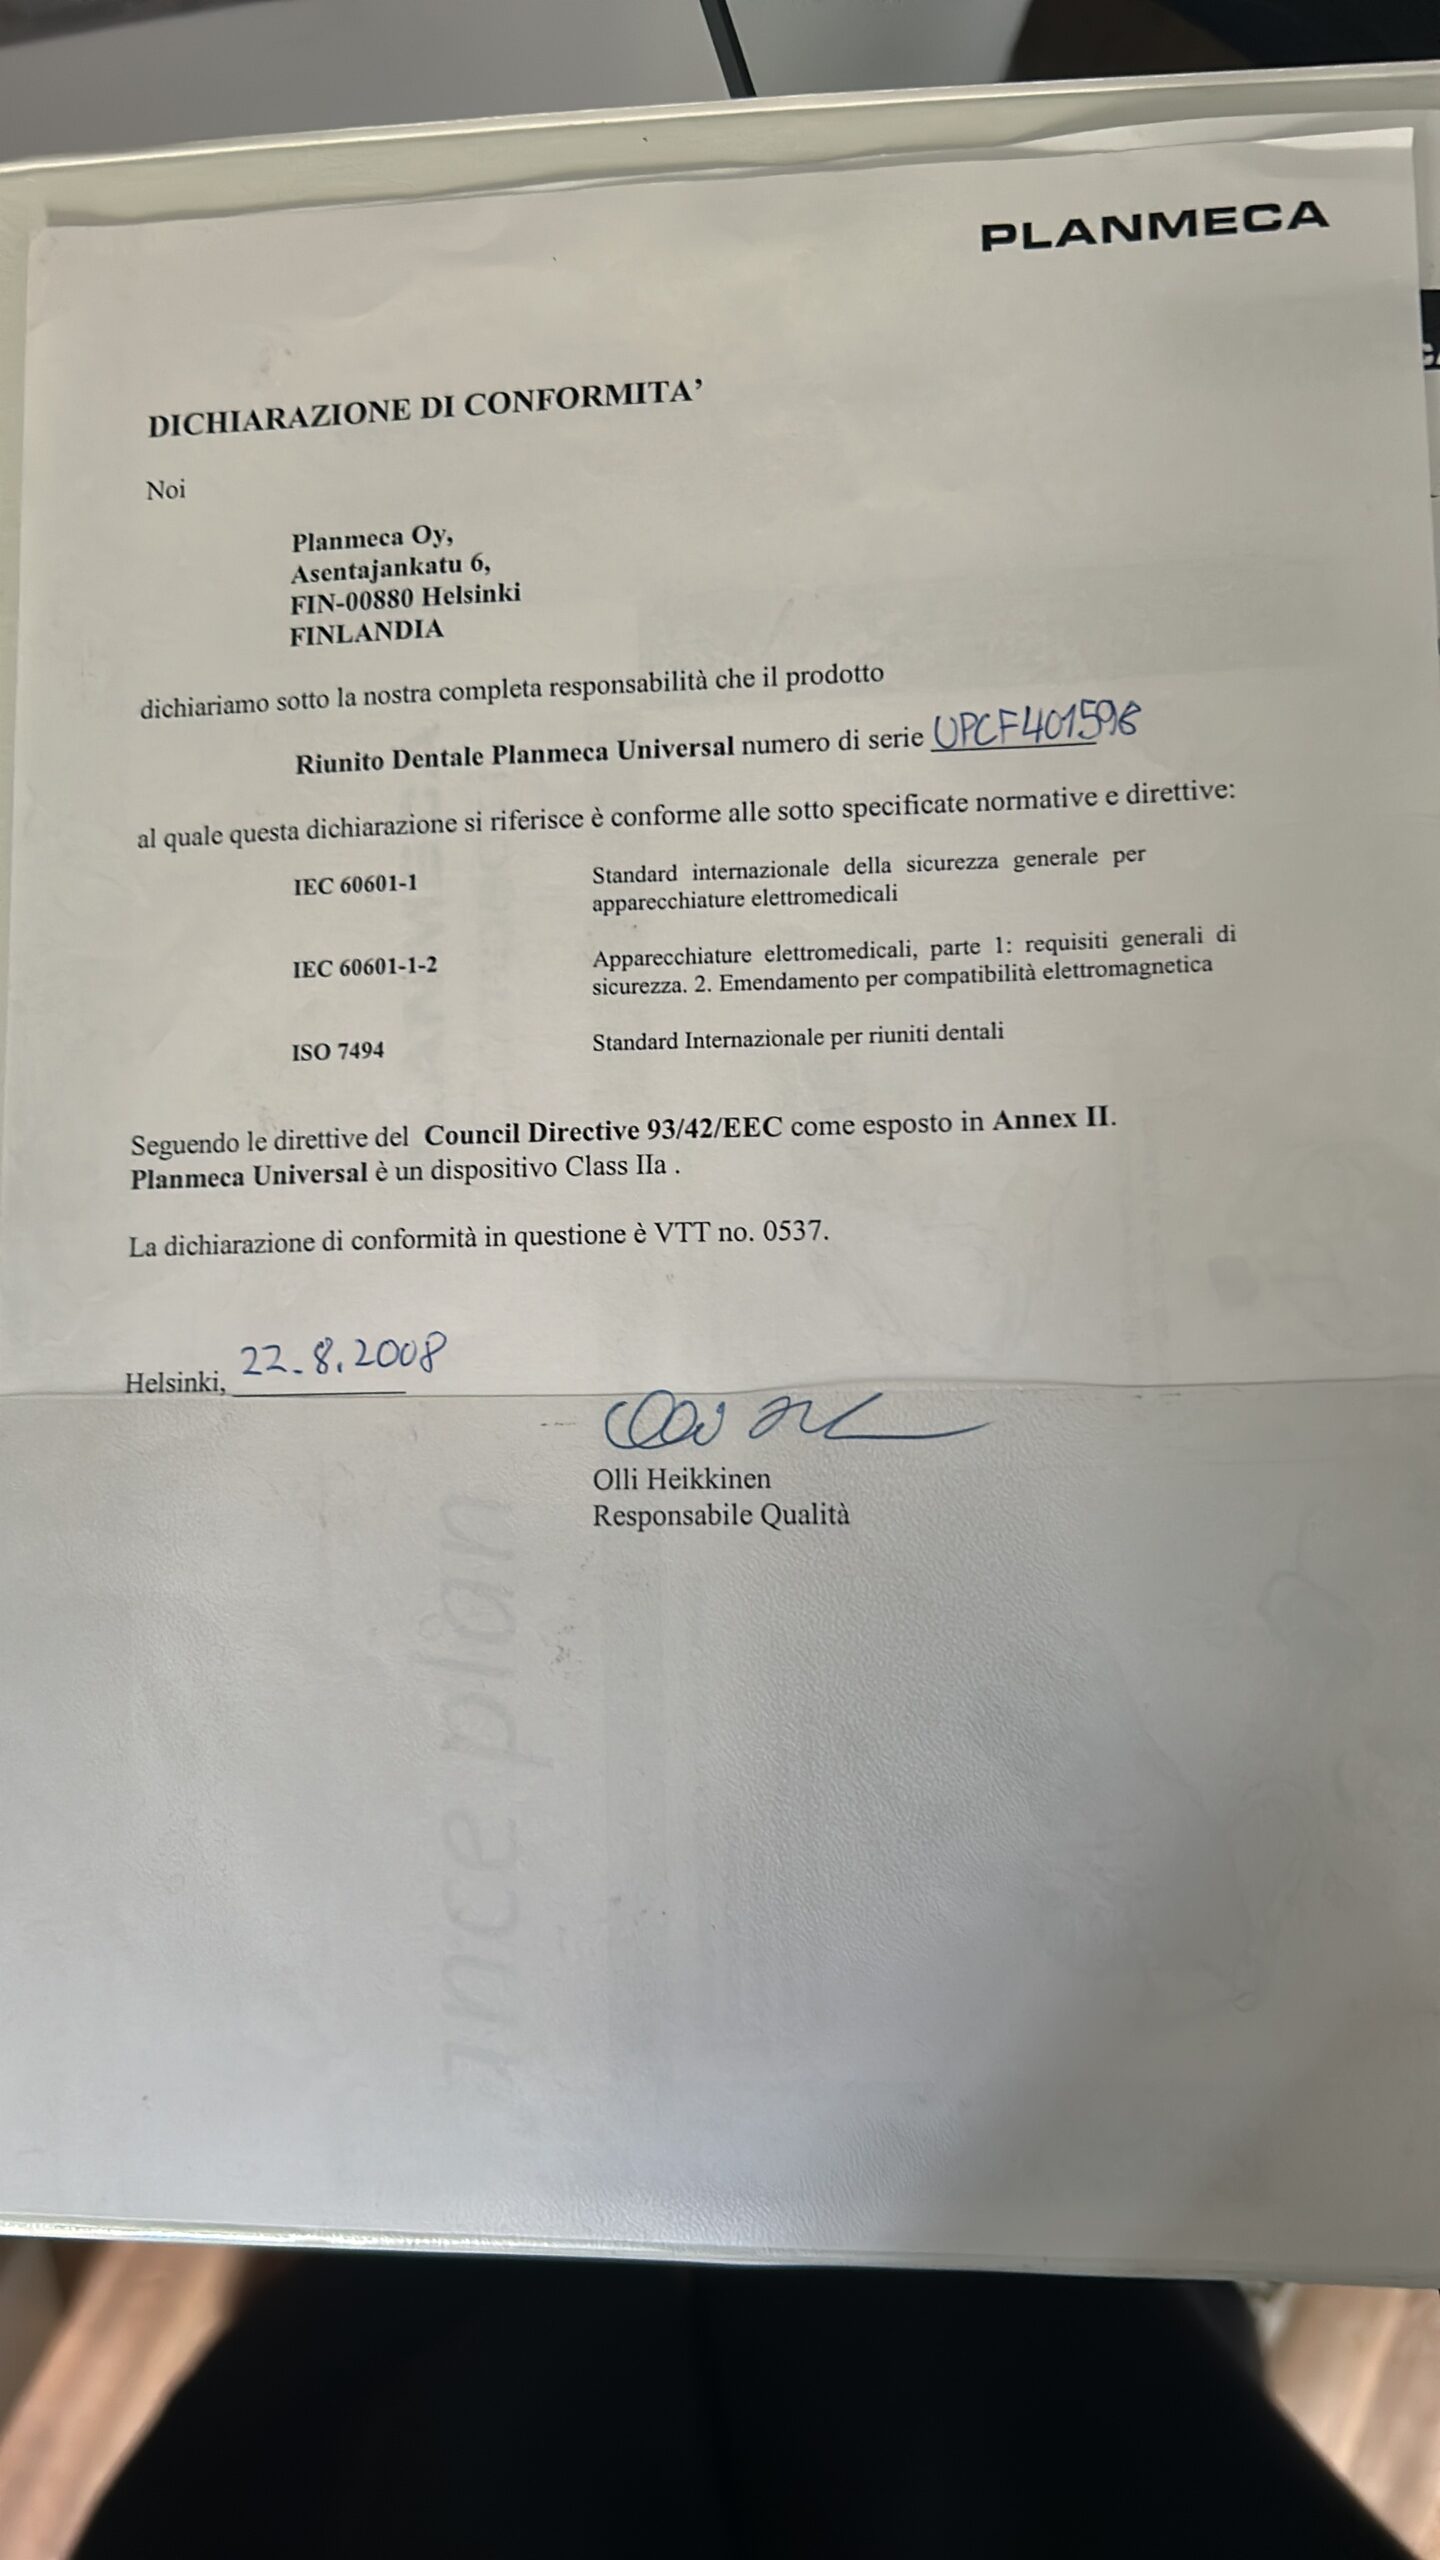 PLANMECA
DICHIARAZIONE DI CONFORMITA’
Noi
Planmeca Oy,
Asentajankatu 6,
FIN-00880 Helsinki
FINLANDIA
dichiariamo sotto la nostra completa responsabilità che il prodotto
Riunito Dentale Planmeca Universal numero di serie UPCF401598
al quale questa dichiarazione si riferisce è conforme alle sotto specificate normative e direttive:
IEC 60601-1 Standard internazionale della sicurezza generale per
apparecchiature elettromedicali
IEC 60601-1-2 Apparecchiature elettromedicali, parte 1: requisiti generali di
sicurezza. 2. Emendamento per compatibilità elettromagnetica
ISO 7494 Standard Internazionale per riuniti dentali
Seguendo le direttive del Council Directive 93/42/EEC come esposto in Annex II.
Planmeca Universal è un dispositivo Class IIa .
La dichiarazione di conformità in questione è VTT no. 0537.
Helsinki, 22.8.2008
Olli Heikkinen
Responsabile Qualità
ance plan